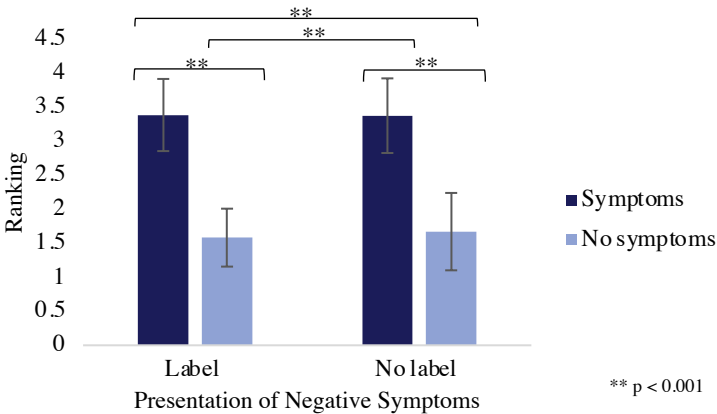 **
**
**
**
4.5
4
3.5
3
2.5
2
1.5
1
0.5
0
Ranking
Label
No label
Presentation of Negative Symptoms
Symptoms
No symptoms
** p < 0.001